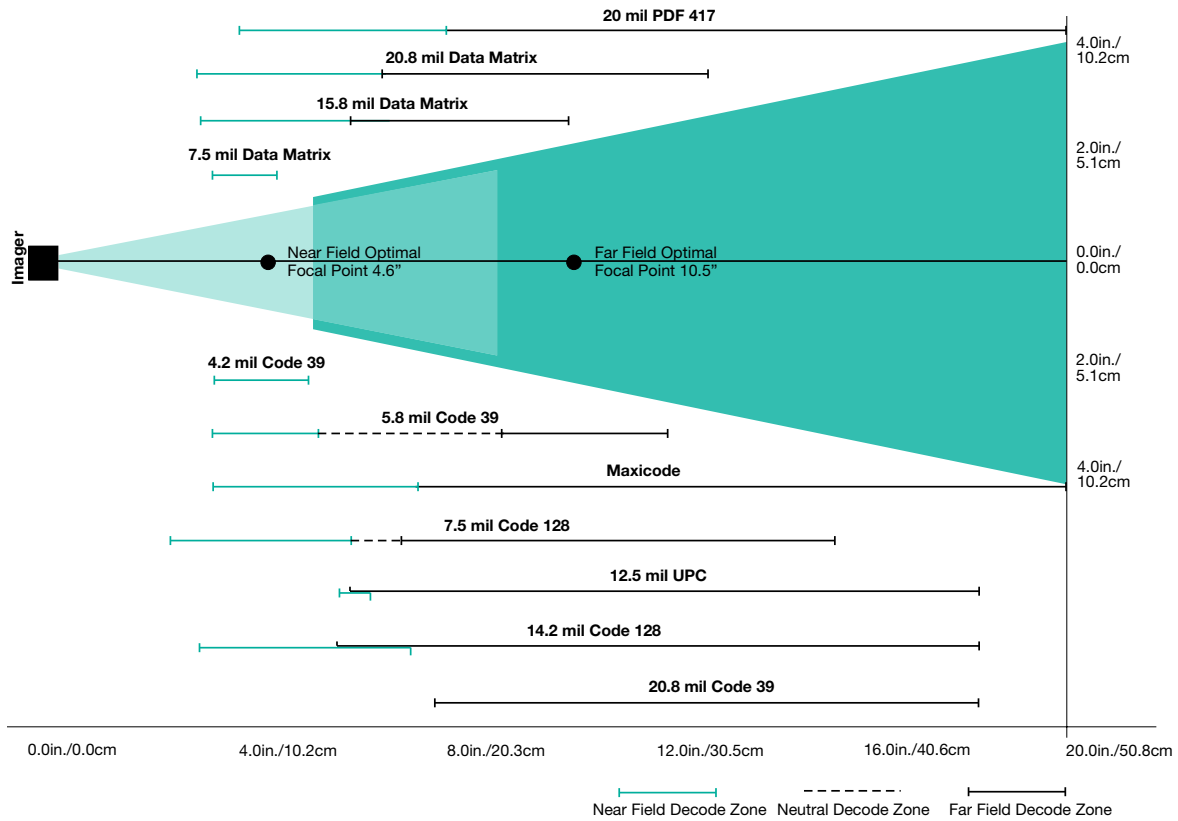 20 mil PDF 417
4.0in./
10.2cm
20.8 mil Data Matrix
15.8 mil Data Matrix
7.5 mil Data Matrix
2.0in./
5.1cm
Imager
Near Field Optimal
Focal Point 4.6”
Far Field Optimal
Focal Point 10.5”
0.0in./
0.0cm
4.2 mil Code 39
2.0in./
5.1cm
5.8 mil Code 39
Maxicode
4.0in./
10.2cm
7.5 mil Code 128
12.5 mil UPC
14.2 mil Code 128
20.8 mil Code 39
0.0in./0.0cm
4.0in./10.2cm
8.0in./20.3cm
12.0in./30.5cm
16.0in./40.6cm
20.0in./50.8cm
Near Field Decode Zone
Neutral Decode Zone
Far Field Decode Zone